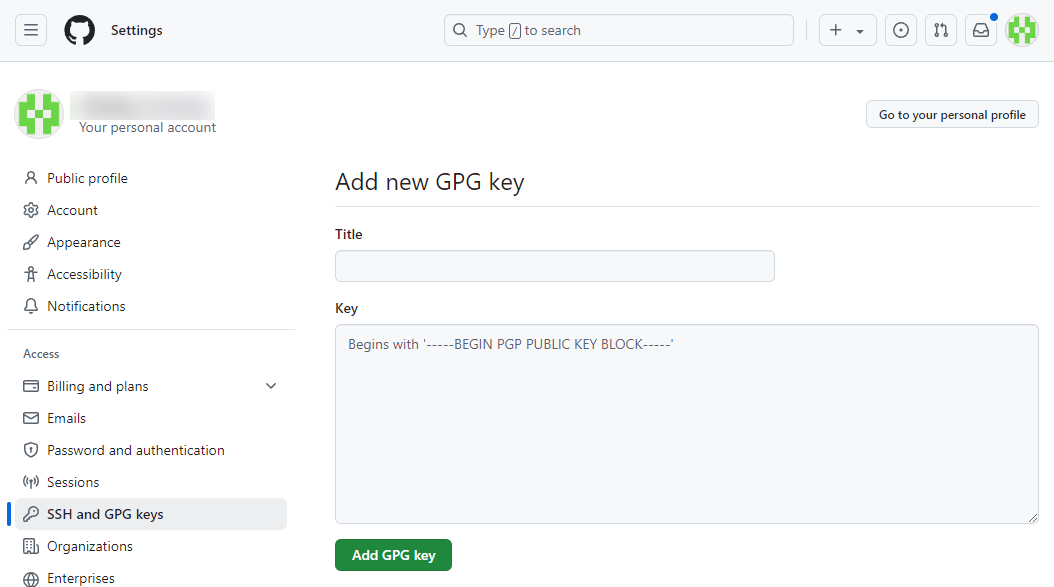 Settings
Type / to search
Your personal account
Go to your personal profile
Public profile
Account
Appearance
Accessibility
Notifications
Access
Billing and plans
Emails
Password and authentication
Sessions
SSH and GPG keys
Organizations
Enterprises
Add new GPG key
Title
Key
Begins with '-----BEGIN PGP PUBLIC KEY BLOCK-----'
Add GPG key